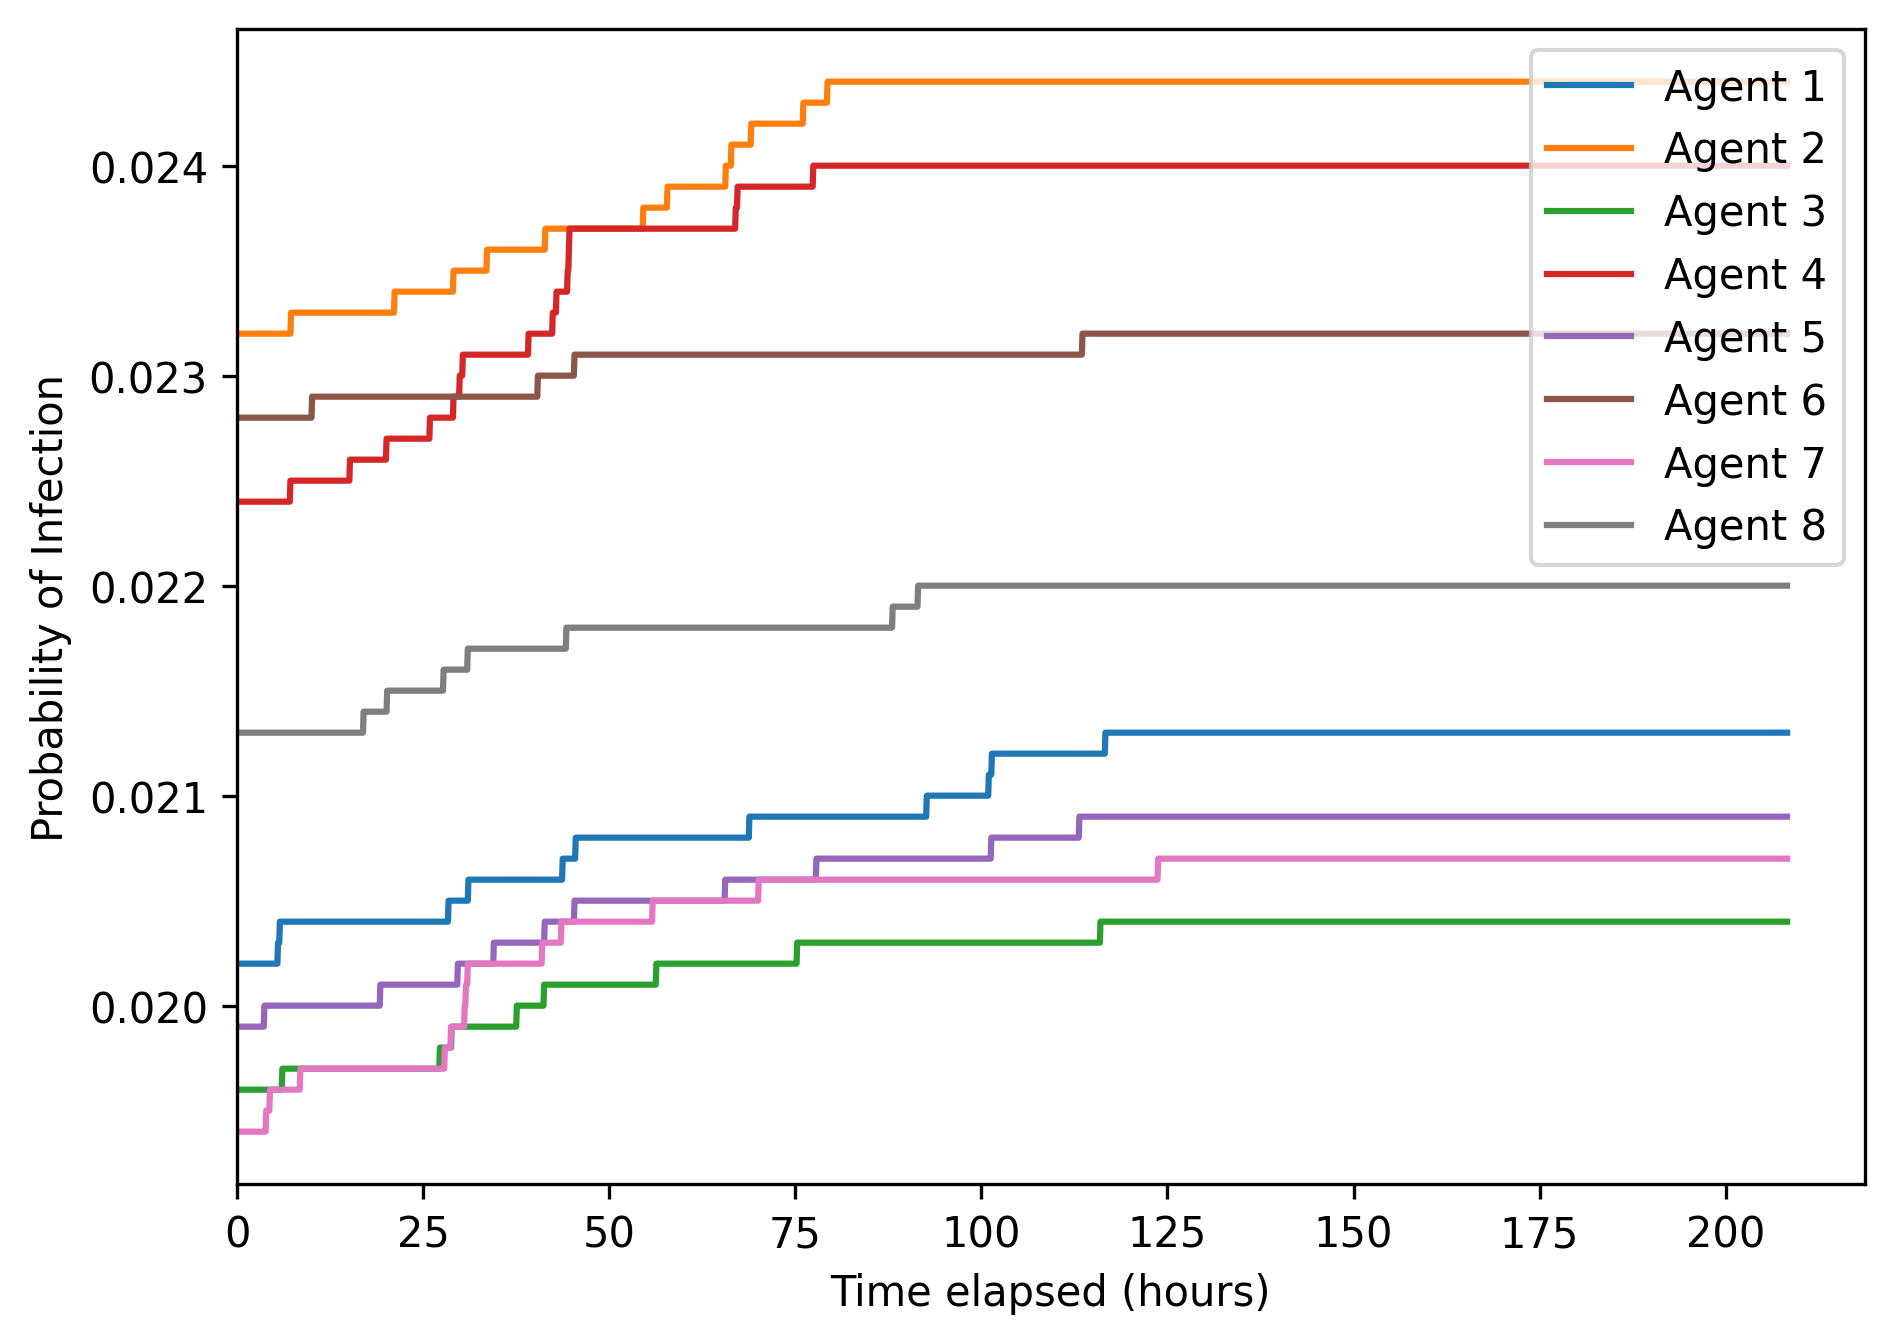 Probability of Infection
0.024
0.023
0.022
0.021
0.020
0
25
50
75
100
125
150
175
200
Time elapsed (hours)
Agent 1
Agent 2
Agent 3
Agent 4
Agent 5
Agent 6
Agent 7
Agent 8